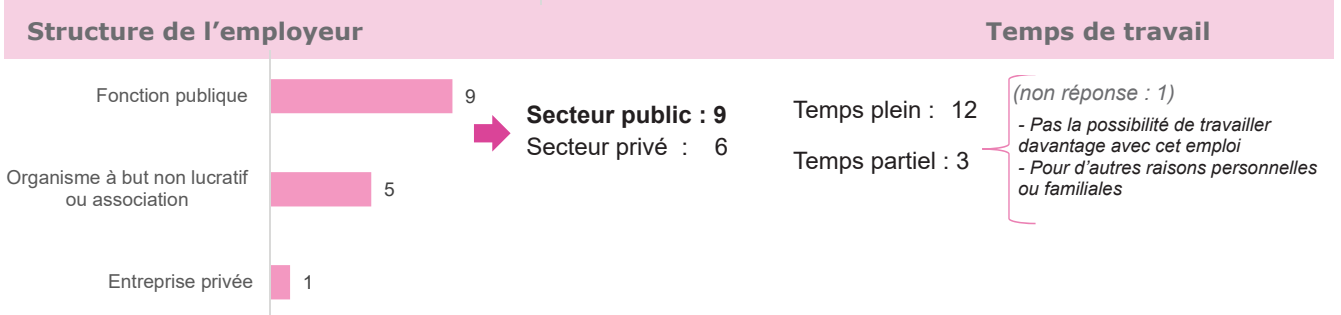 Structure de l'employeur
Temps de travail
Fonction publique
9
Organisme à but non lucratif
ou association
5
Entreprise privée
1
Secteur public : 9
Secteur privé : 6
Temps plein : 12
Temps partiel : 3
(non réponse : 1)
- Pas la possibilité de travailler
davantage avec cet emploi
- Pour d'autres raisons personnelles
ou familiales